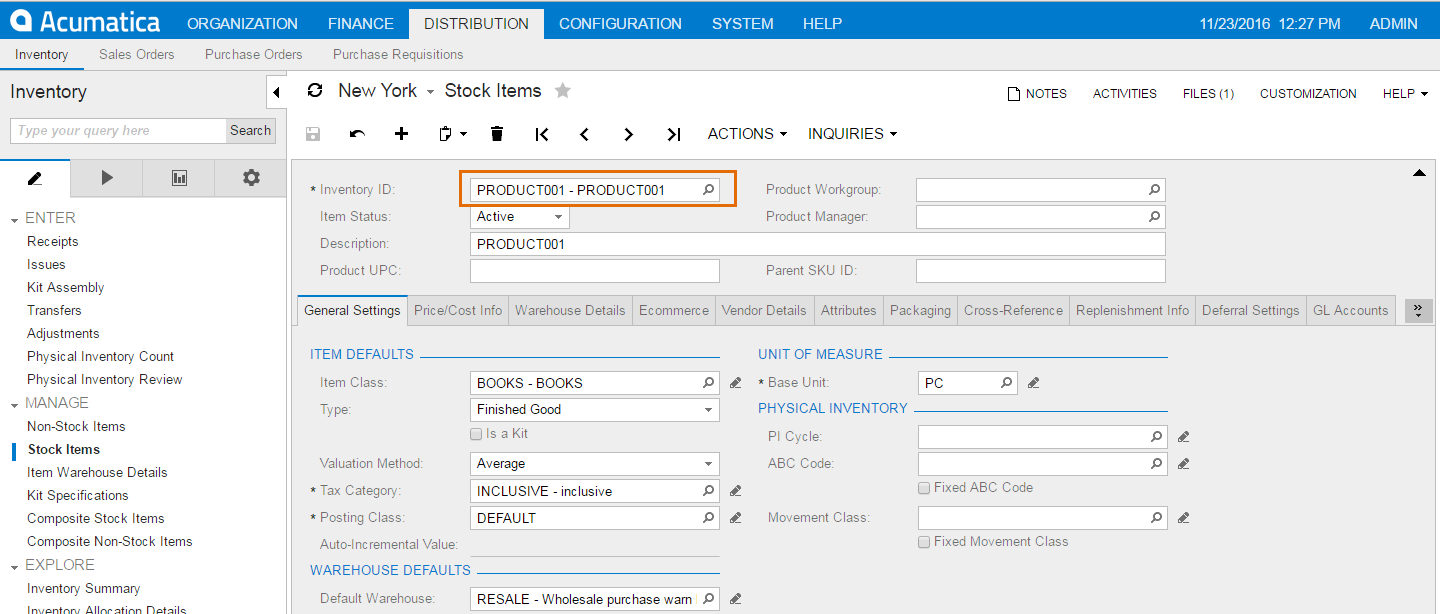 Acumatica ORGANIZATION FINANCE DISTRIBUTION CONFIGURATION SYSTEM HELP 11/23/2016 12:27 PM ADMIN
Inventory Sales Orders Purchase Orders Purchase Requisitions
Inventory
Type your query here Search
ENTER
Receipts
Issues
Kit Assembly
Transfers
Adjustments
Physical Inventory Count
Physical Inventory Review
MANAGE
Non-Stock Items
Stock Items
Item Warehouse Details
Kit Specifications
Composite Stock Items
Composite Non-Stock Items
EXPLORE
Inventory Summary
Inventory Allocation Details
New York Stock Items NOTES ACTIVITIES FILES (1) CUSTOMIZATION HELP
ACTIONS INQUIRIES
* Inventory ID: PRODUCT001 - PRODUCT001 Product Workgroup:
Item Status: Active Product Manager:
Description: PRODUCT001
Product UPC: Parent SKU ID:
General Settings Price/Cost Info Warehouse Details Ecommerce Vendor Details Attributes Packaging Cross-Reference Replenishment Info Deferral Settings GL Accounts
ITEM DEFAULTS
Item Class: BOOKS - BOOKS
Type: Finished Good
Is a Kit
Valuation Method: Average
* Tax Category: INCLUSIVE - inclusive
* Posting Class: DEFAULT
Auto-Incremental Value:
WAREHOUSE DEFAULTS
Default Warehouse: RESALE - Wholesale purchase warn
UNIT OF MEASURE
* Base Unit: PC
PHYSICAL INVENTORY
PI Cycle:
ABC Code:
Fixed ABC Code
Movement Class:
Fixed Movement Class